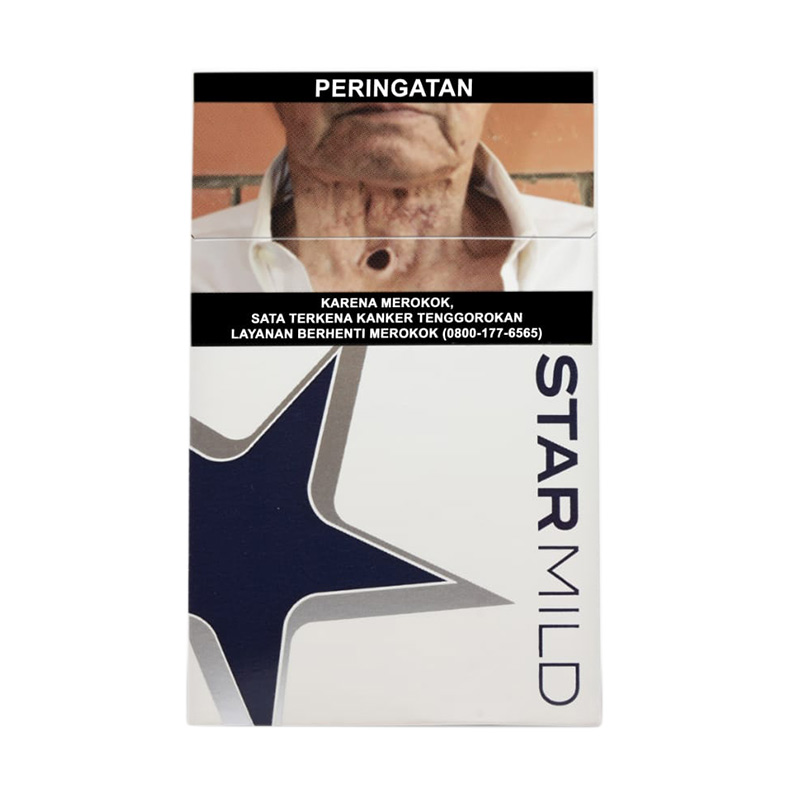 PERINGATAN
KARENA MEROKOK,
SATA TERKENA KANKER TENGGOROKAN
LAYANAN BERHENTI MEROKOK (0800-177-6565)
STAR MILD